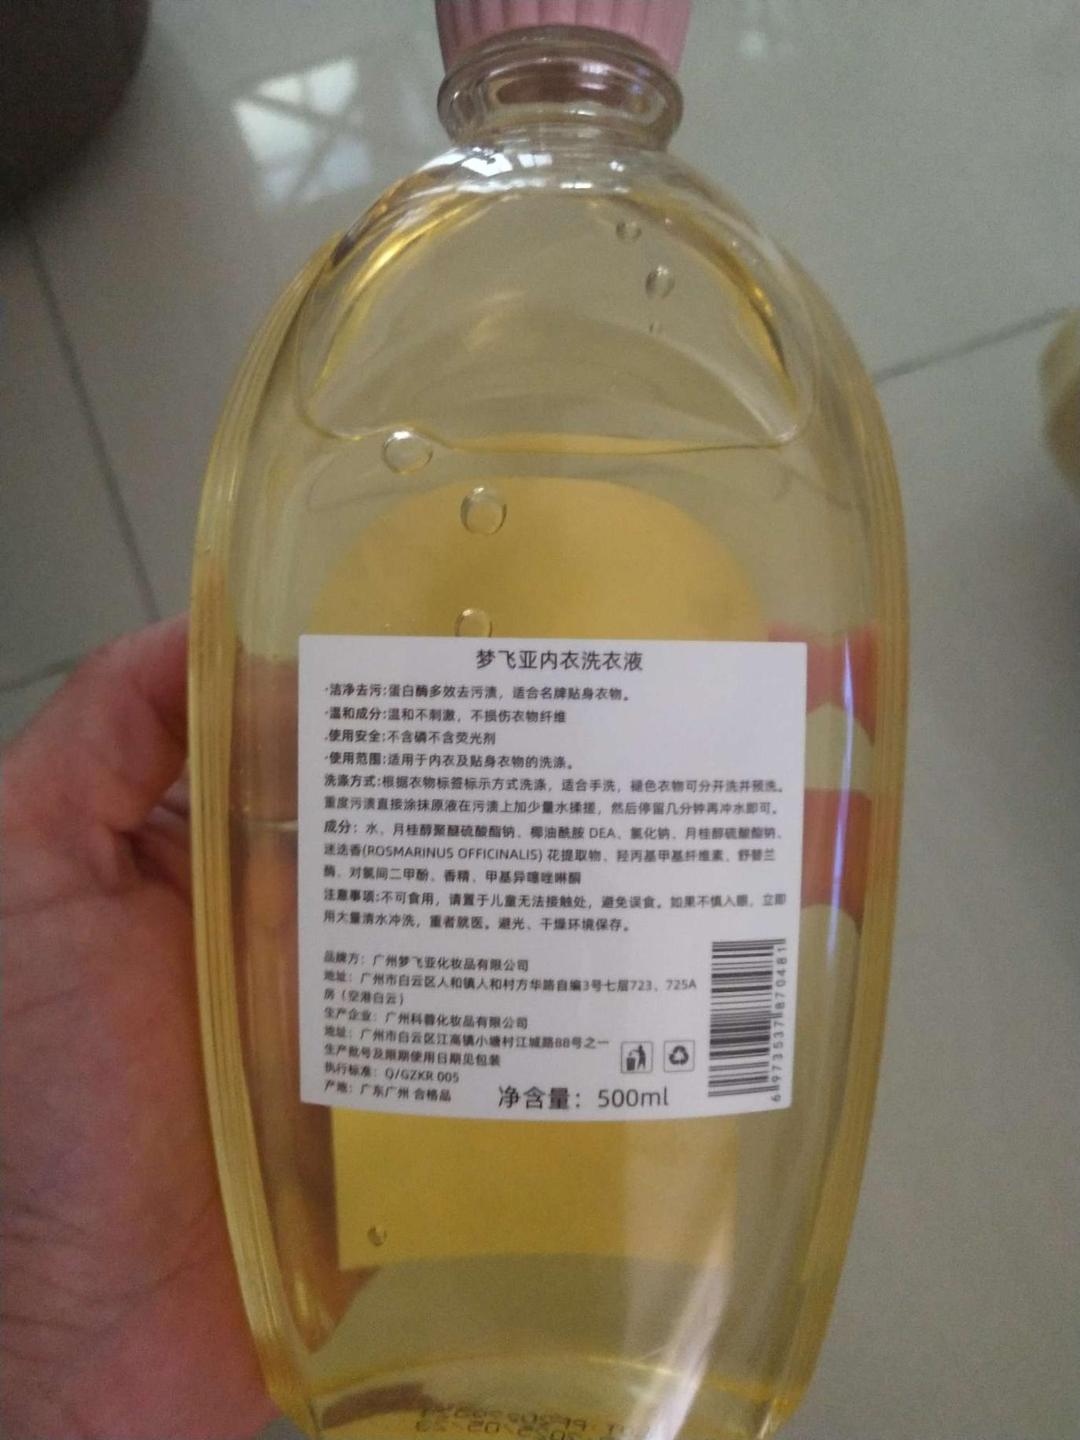 梦飞亚内衣洗衣液
·洁净去污:蛋白酶多效去污渍，适合名牌贴身衣物。
·温和成分:温和不刺激，不损伤衣物纤维
.使用安全:不含磷不含荧光剂
·使用范围:适用于内衣及贴身衣物的洗涤。
洗涤方式:根据衣物标签标示方式洗涤，适合手洗，褪色衣物可分开洗并预洗。
重度污渍直接涂抹原液在污渍上加少量水揉搓，然后停留几分钟再冲水即可。
成分：水、月桂醇聚醚硫酸酯钠、椰油酰胺 DEA、氯化钠、月桂醇硫酸酯钠、
迷迭香(ROSMARINUS OFFICINALIS) 花提取物、羟丙基甲基纤维素、舒替兰
酶、对氯间二甲酚、香精、甲基异噻唑啉酮
注意事项:不可食用，请置于儿童无法接触处，避免误食。如果不慎入眼，立即
用大量清水冲洗，重者就医。避光、干燥环境保存。
品牌方：广州梦飞亚化妆品有限公司
地址：广州市白云区人和镇人和村方华路自编3号七层723、725A
房（空港白云）
生产企业：广州科蓉化妆品有限公司
地址：广州市白云区江高镇小塘村江城路88号之一
生产批号及限期使用日期见包装
执行标准：Q/GZKR 005
产地：广东广州 合格品
净含量：500ml
6973537870481